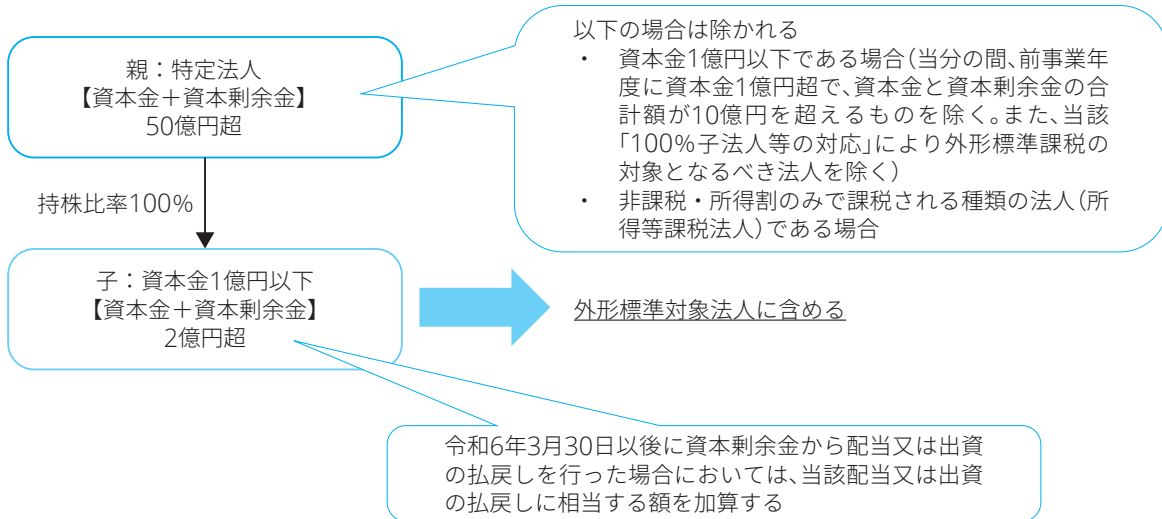 親：特定法人
【資本金＋資本剰余金】
50億円超
以下の場合は除かれる
・ 資本金1億円以下である場合（当分の間、前事業年
度に資本金1億円超で、資本金と資本剰余金の合
計額が10億円を超えるものを除く。また、当該
「100％子法人等の対応」により外形標準課税の
対象となるべき法人を除く）
・ 非課税・所得割のみで課税される種類の法人（所
得等課税法人）である場合
持株比率100％
子：資本金1億円以下
【資本金＋資本剰余金】
2億円超
外形標準対象法人に含める
令和6年3月30日以後に資本剰余金から配当又は出資
の払戻しを行った場合においては、当該配当又は出資
の払戻しに相当する額を加算する